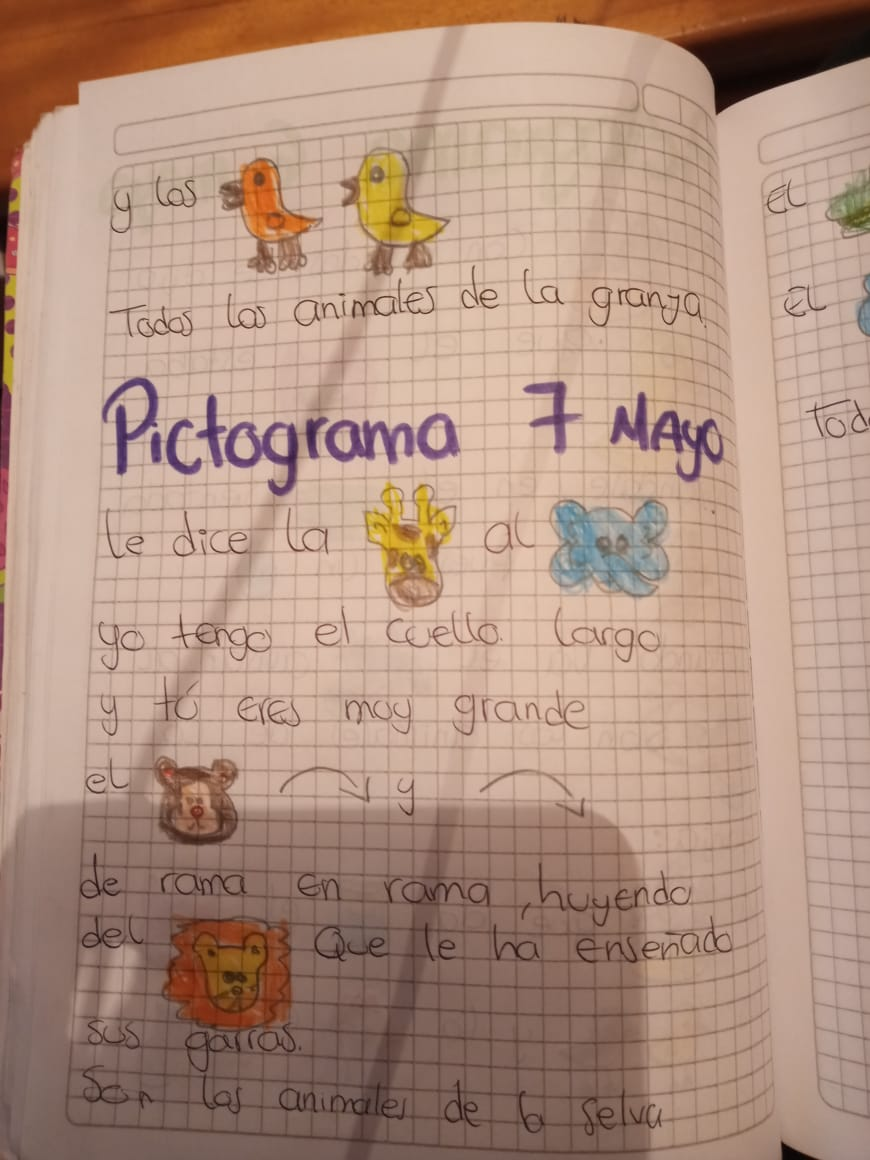 y los
Todos los animales de la granja.
Pictograma 7 MAyo
le dice la al
yo tengo el cuello largo
y tú eres muy grande
el y
de rama en rama, huyendo
del Que le ha enseñado
sus garras.
Son los animales de la selva
EL
EL
Tod